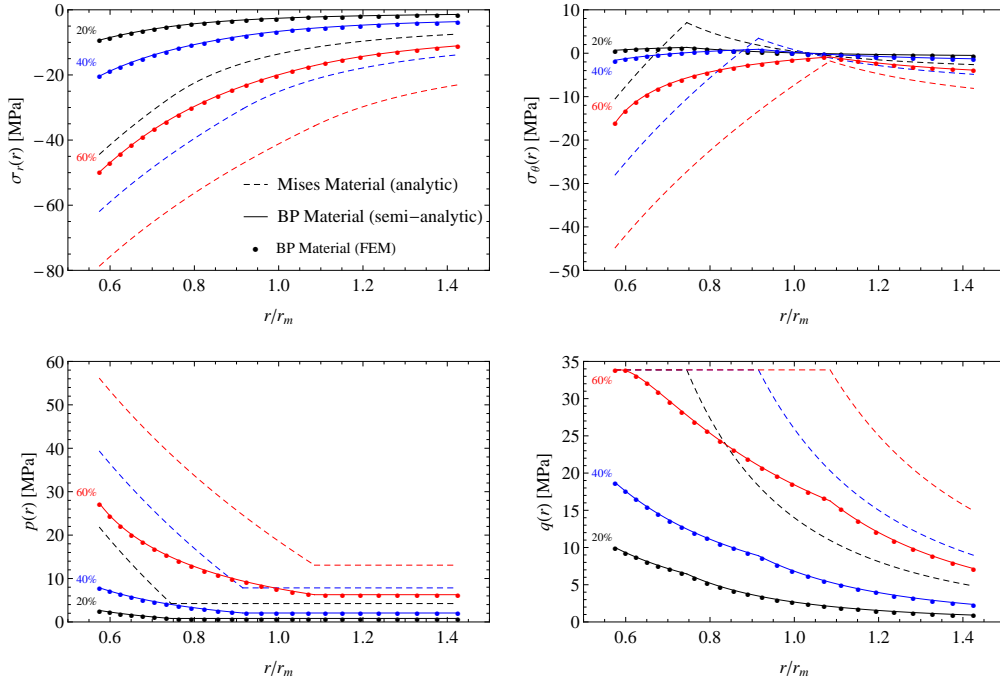 0
−20
−40
−60
−80
σr(r) [MPa]
20%
40%
60%
Mises Material (analytic)
BP Material (semi−analytic)
BP Material (FEM)
0.6 0.8 1.0 1.2 1.4
r/rm
10
0
−10
−20
−30
−40
−50
σθ(r) [MPa]
20%
40%
60%
0.6 0.8 1.0 1.2 1.4
r/rm
60
50
40
30
20
10
0
p(r) [MPa]
60%
40%
20%
0.6 0.8 1.0 1.2 1.4
r/rm
35
30
25
20
15
10
5
0
q(r) [MPa]
60%
40%
20%
0.6 0.8 1.0 1.2 1.4
r/rm